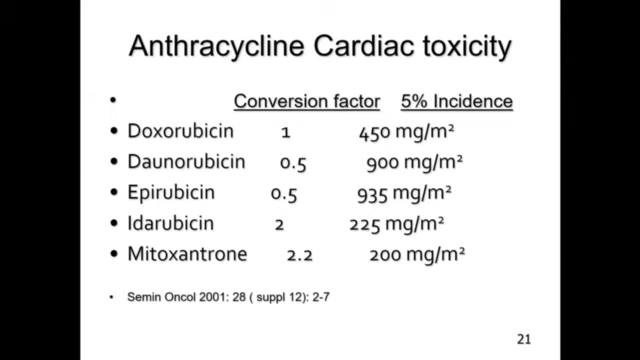 Anthracycline Cardiac toxicity
• Conversion factor 5% Incidence
• Doxorubicin 1 450 mg/m²
• Daunorubicin 0.5 900 mg/m²
• Epirubicin 0.5 935 mg/m²
• Idarubicin 2 225 mg/m²
• Mitoxantrone 2.2 200 mg/m²
• Semin Oncol 2001: 28 ( suppl 12): 2-7
21